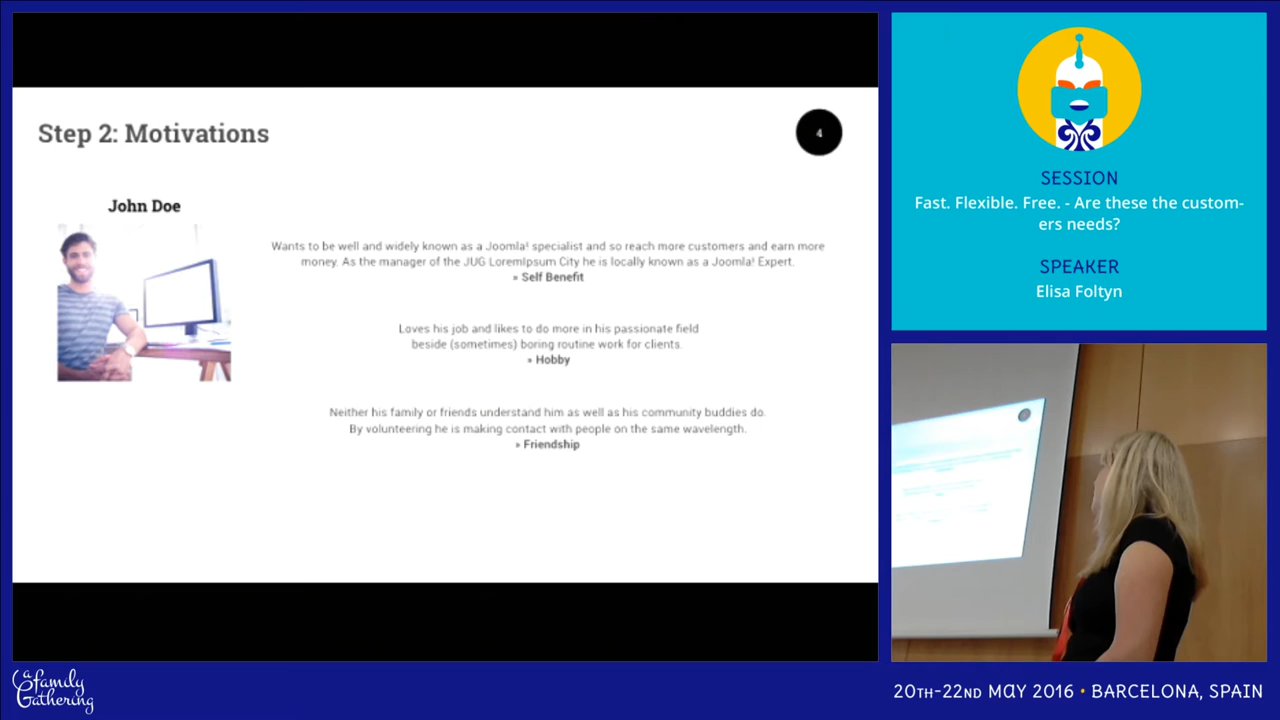 Step 2: Motivations
4
John Doe
Wants to be well and widely known as a Joomla! specialist and so reach more customers and earn more
money. As the manager of the JUG LoremIpsum City he is locally known as a Joomla! Expert.
» Self Benefit
Loves his job and likes to do more in his passionate field
beside (sometimes) boring routine work for clients.
» Hobby
Neither his family or friends understand him as well as his community buddies do.
By volunteering he is making contact with people on the same wavelength.
» Friendship
SESSION
Fast. Flexible. Free. - Are these the custom-
ers needs?
SPEAKER
Elisa Foltyn
a family
Gathering
20TH-22ND MAY 2016 • BARCELONA, SPAIN